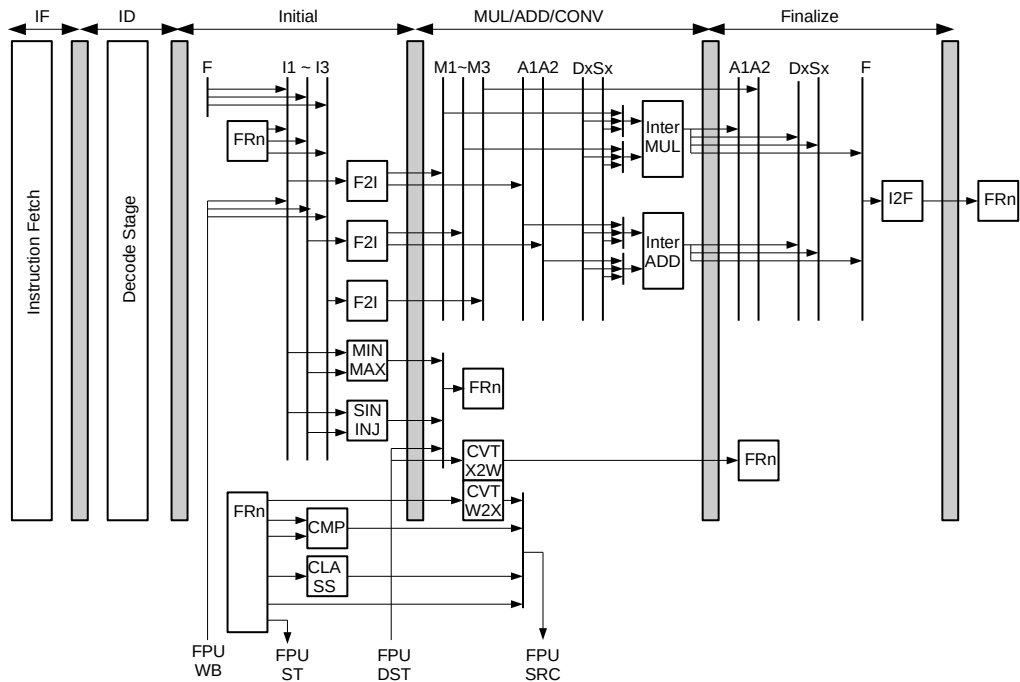 IF
ID
Initial
MUL/ADD/CONV
Finalize
F
I1 ~ I3
M1~M3
A1A2
DxSx
A1A2
DxSx
F
Instruction Fetch
Decode Stage
FRn
F2I
F2I
F2I
MIN
MAX
SIN
INJ
Inter
MUL
Inter
ADD
I2F
FRn
FRn
CVT
X2W
FRn
CVT
W2X
FRn
CMP
CLA
SS
FPU
WB
FPU
ST
FPU
DST
FPU
SRC